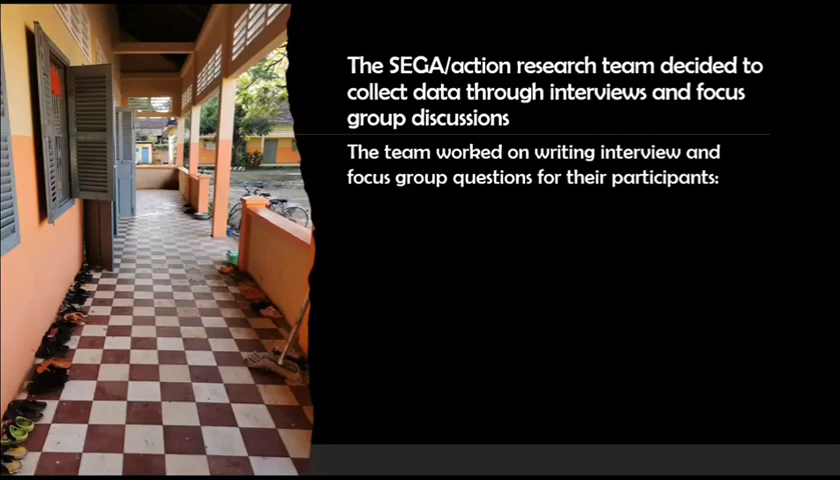 The SEGA/action research team decided to
collect data through interviews and focus
group discussions
The team worked on writing interview and
focus group questions for their participants: